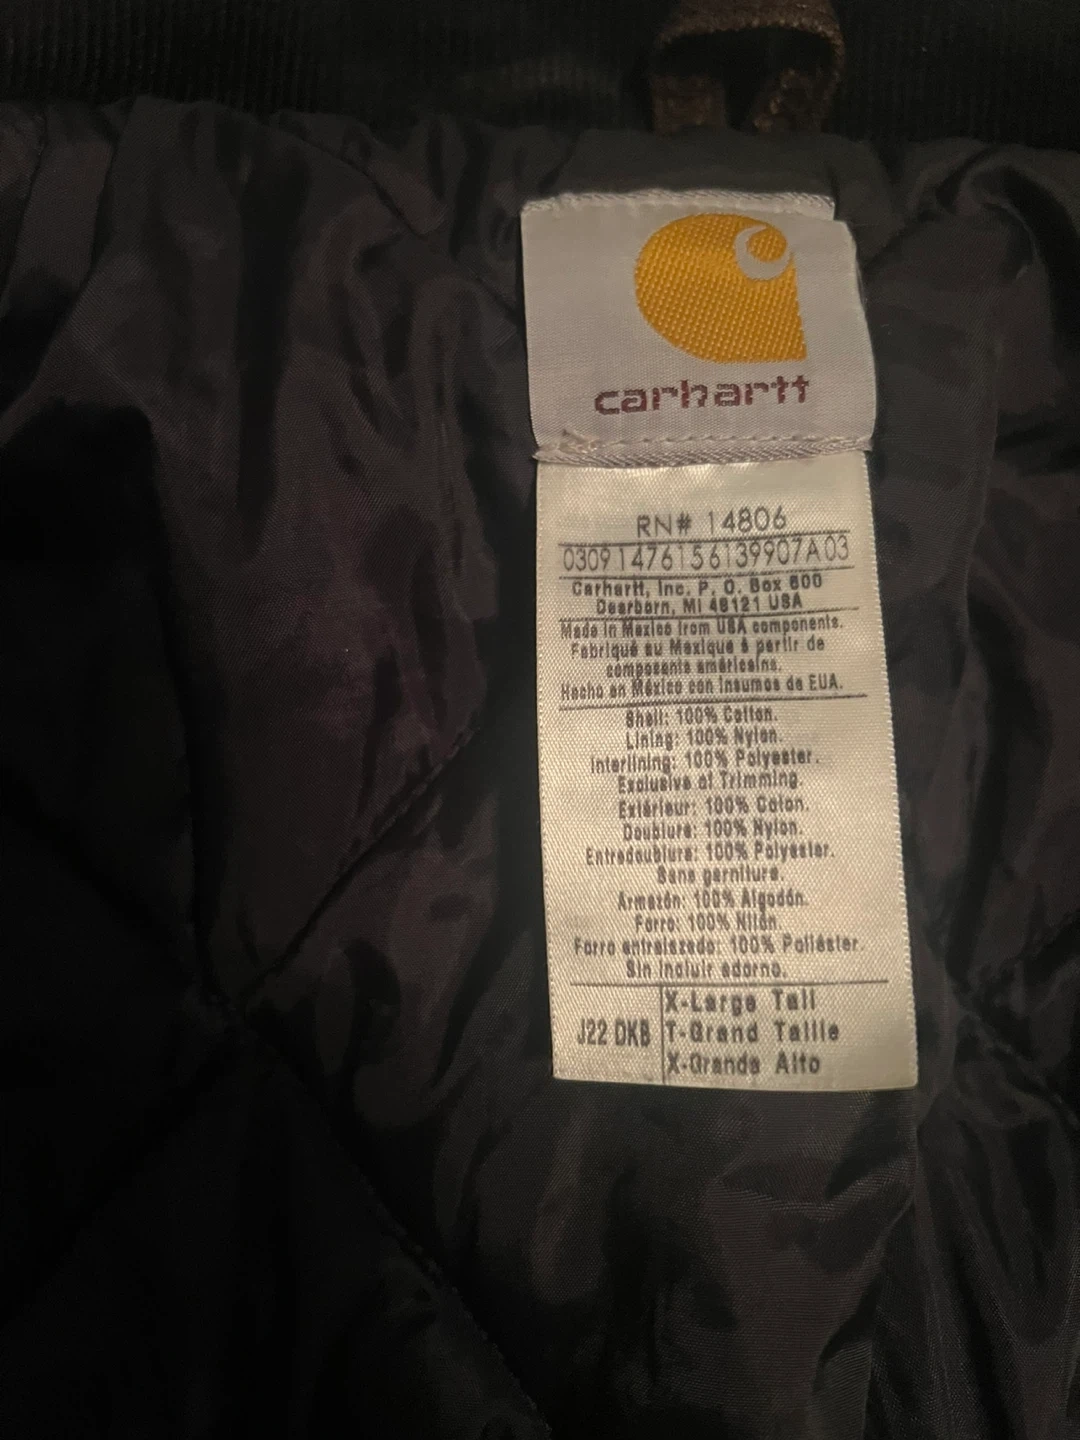 carhartt
RN# 14806
0309 1476156139907A03
Carhartt, Inc. P. O. Box 600
Dearborn, MI 48121 USA
Made in Mexico from USA components.
Fabriqué au Mexique à partir de
composants américains.
Hecho en México con insumos de EUA.
Shell: 100% Cotton.
Lining: 100% Nylon.
Interlining: 100% Polyester.
Exclusive of Trimming.
Extérieur: 100% Coton.
Doublure: 100% Nylon.
Entredoublure: 100% Polyester.
Sans garniture.
Armazón: 100% Algodón.
Forro: 100% Nilón.
Forro entrelazado: 100% Poliéster.
Sin incluir adorno.
X-Large Tall
J22 DKB T-Grand Taille
X-Grande Alto